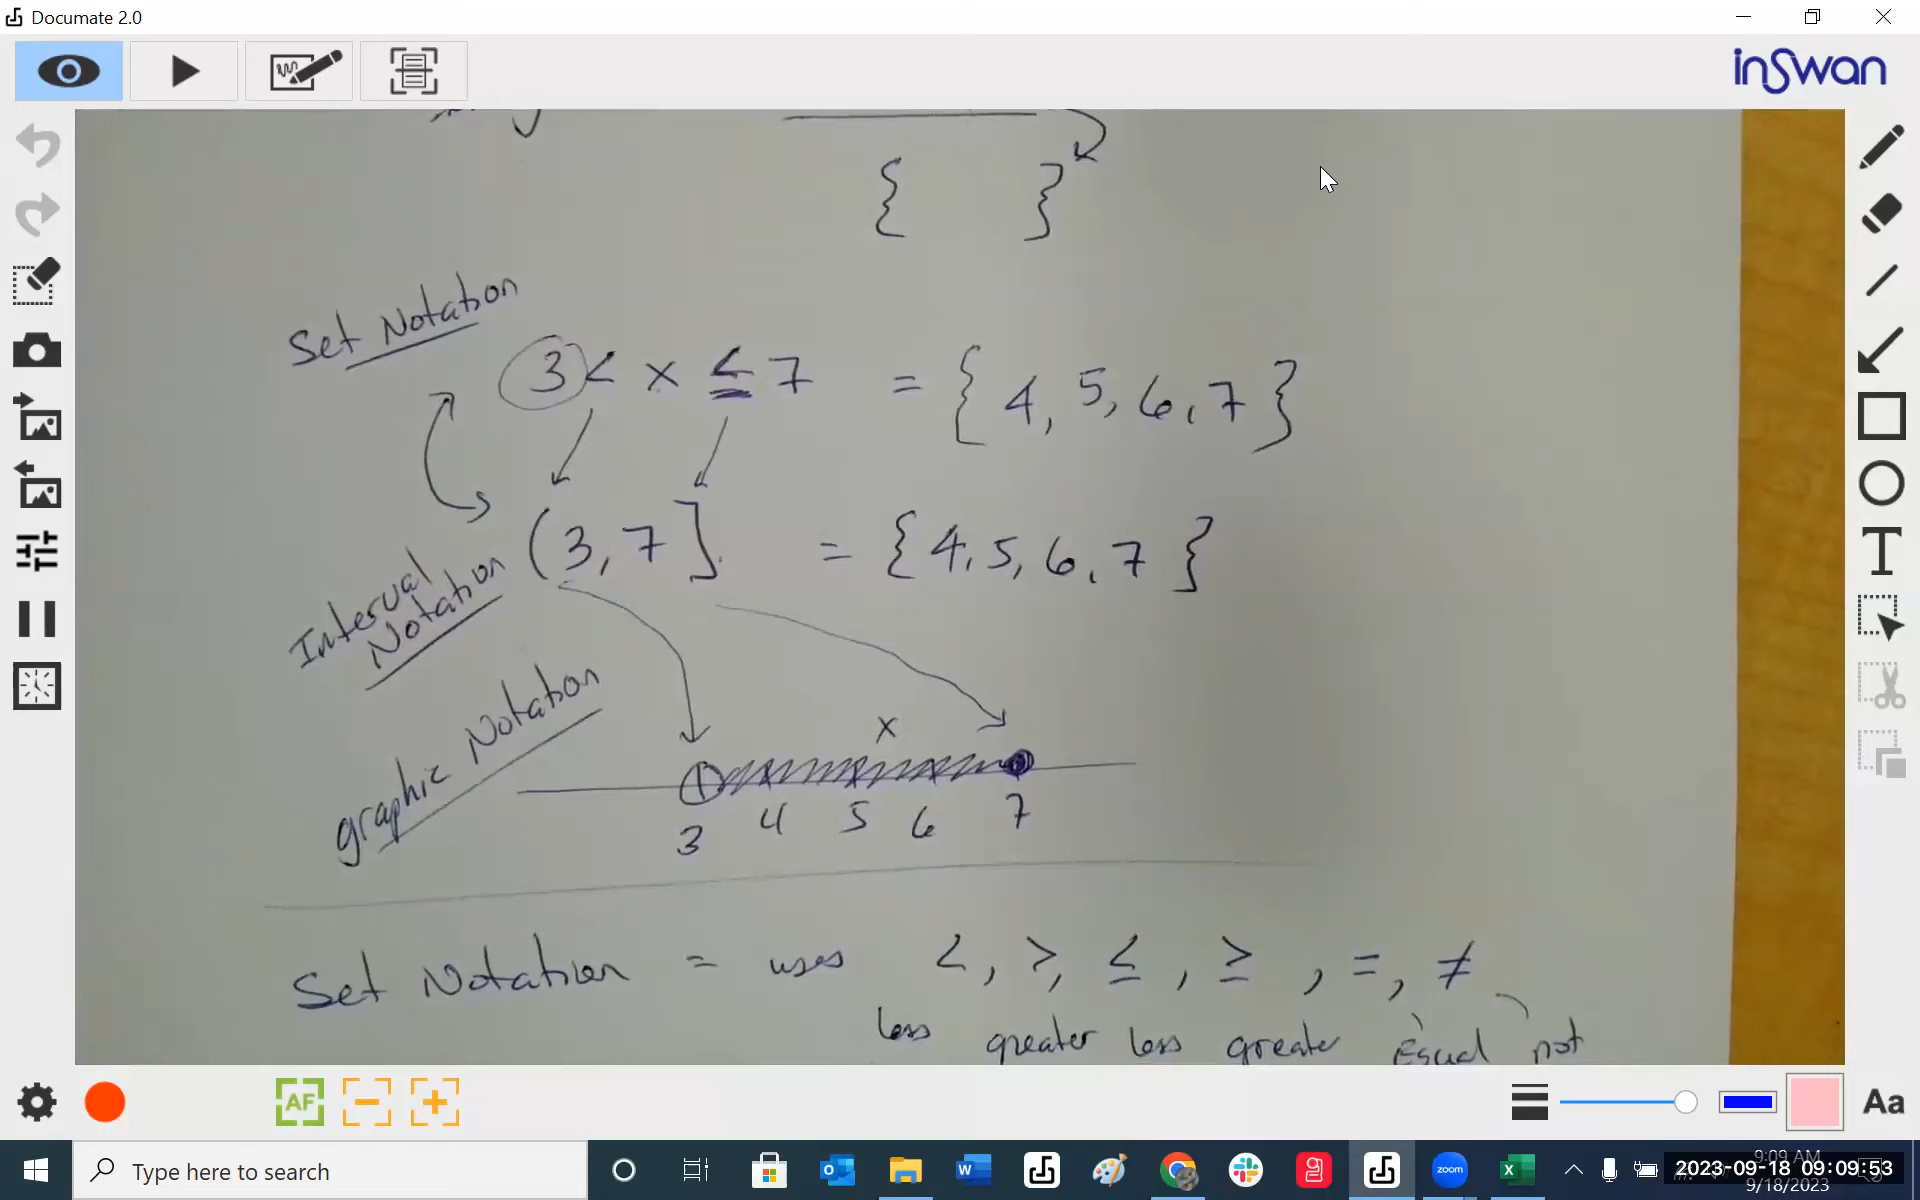 Documate 2.0
inSwan
{ }
Set Notation
3 < x ≤ 7 = { 4, 5, 6, 7 }
Interval
Notation
(3, 7] = { 4, 5, 6, 7 }
graphic Notation
x
3 4 5 6 7
Set Notation = uses <, >, ≤, ≥, =, ≠
less greater less greater Equal not
T
AF
Aa
Type here to search
zoom
9:09 AM
2023-09-18 09:09:53
9/18/2023